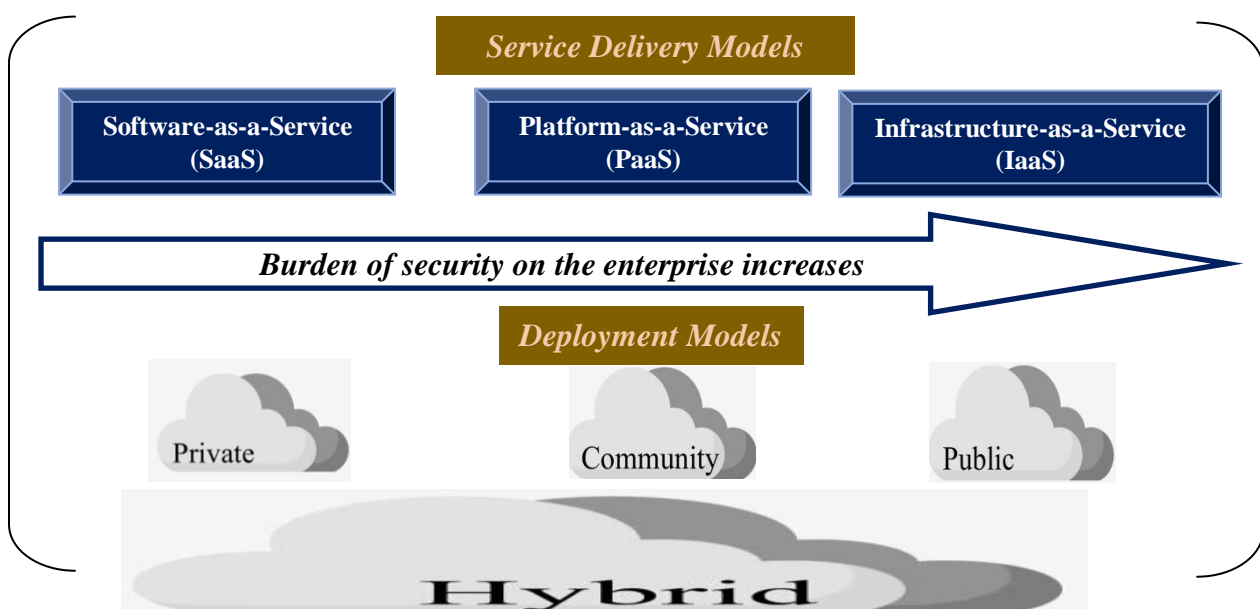 Service Delivery Models
Software-as-a-Service
(SaaS)
Platform-as-a-Service
(PaaS)
Infrastructure-as-a-Service
(IaaS)
Burden of security on the enterprise increases
Deployment Models
Private
Community
Public
Hybrid